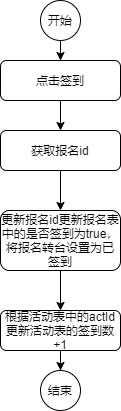 开始
点击签到
获取报名id
更新报名id更新报名表
中的是否签到为true，
将报名转台设置为已
签到
根据活动表中的actId
更新活动表的签到数
+1
结束